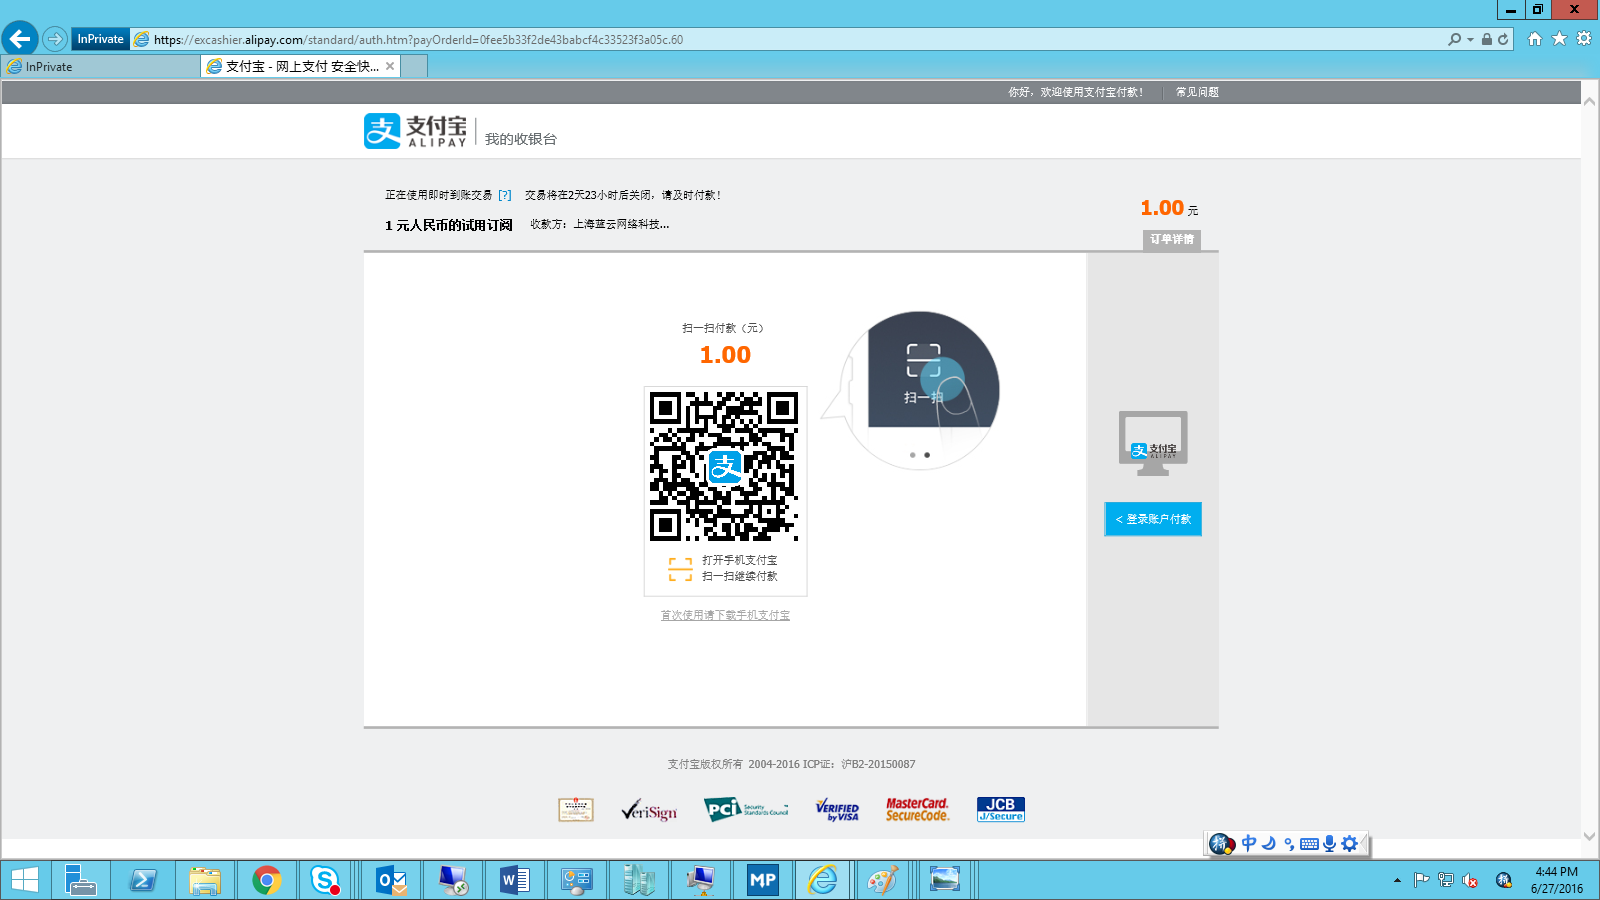 InPrivate
https://excashier.alipay.com/standard/auth.htm?payOrderId=0fee5b33f2de43babcf4c33523f3a05c.60
InPrivate
支付宝 - 网上支付 安全快...
你好，欢迎使用支付宝付款！
常见问题
支 支付宝 ALIPAY
我的收银台
正在使用即时到账交易 [?] 交易将在2天23小时后关闭，请及时付款！
1.00 元
1 元人民币的试用订阅 收款方：上海蓝云网络科技...
订单详情
扫一扫付款（元）
1.00
扫一扫
支
打开手机支付宝
扫一扫继续付款
首次使用请下载手机支付宝
支 支付宝 ALIPAY
< 登录账户付款
支付宝版权所有 2004-2016 ICP证：沪B2-20150087
VeriSign
PCI Security Standards Council
VERIFIED by VISA
MasterCard. SecureCode.
JCB J/Secure
中
MP
4:44 PM
6/27/2016